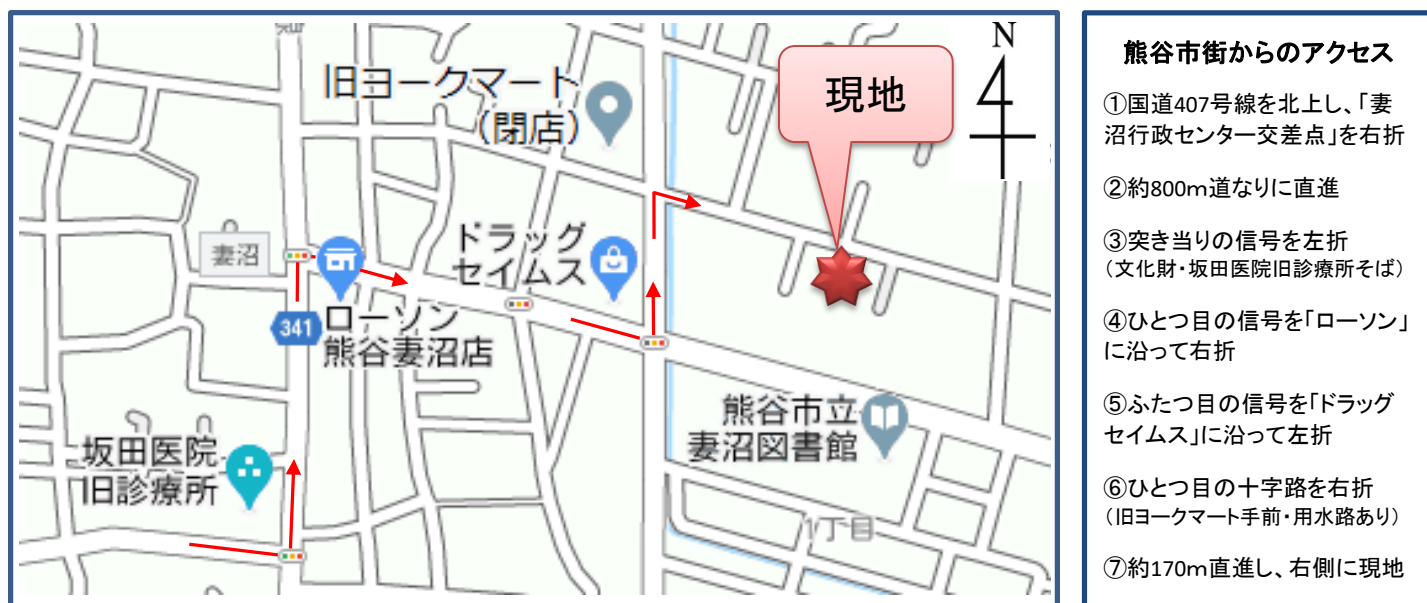 旧ヨークマート
（閉店）
現地
N
妻沼
ドラッグ
セイムス
341
ローソン
熊谷妻沼店
熊谷市立
妻沼図書館
坂田医院
旧診療所
1丁目
熊谷市街からのアクセス
①国道407号線を北上し、「妻
沼行政センター交差点」を右折
②約800ｍ道なりに直進
③突き当りの信号を左折
（文化財・坂田医院旧診療所そば）
④ひとつ目の信号を「ローソン」
に沿って右折
⑤ふたつ目の信号を「ドラッグ
セイムス」に沿って左折
⑥ひとつ目の十字路を右折
（旧ヨークマート手前・用水路あり）
⑦約170ｍ直進し、右側に現地